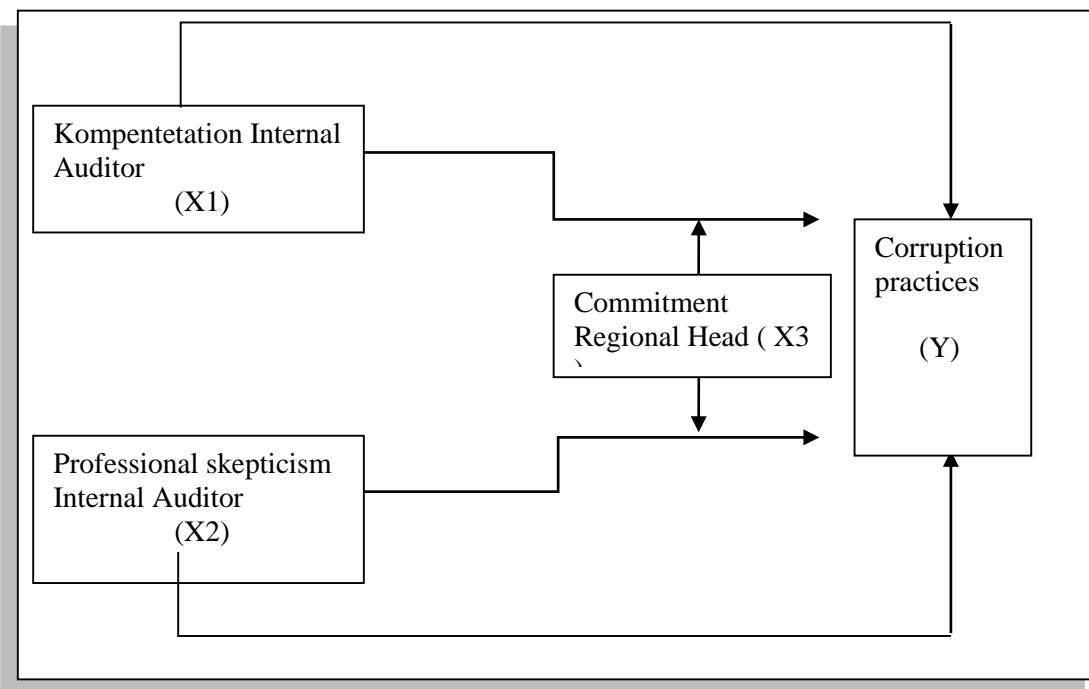 Kompentetation Internal
Auditor
(X1)
Corruption
practices
(Y)
Commitment
Regional Head ( X3
)
Professional skepticism
Internal Auditor
(X2)